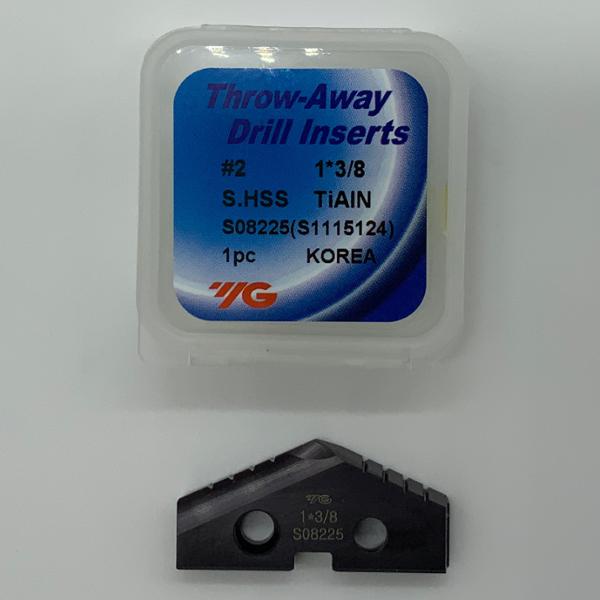 Throw-Away
Drill Inserts
#2 1*3/8
S.HSS TiAlN
S08225(S1115124)
1pc KOREA
YG
YG
1*3/8
S08225